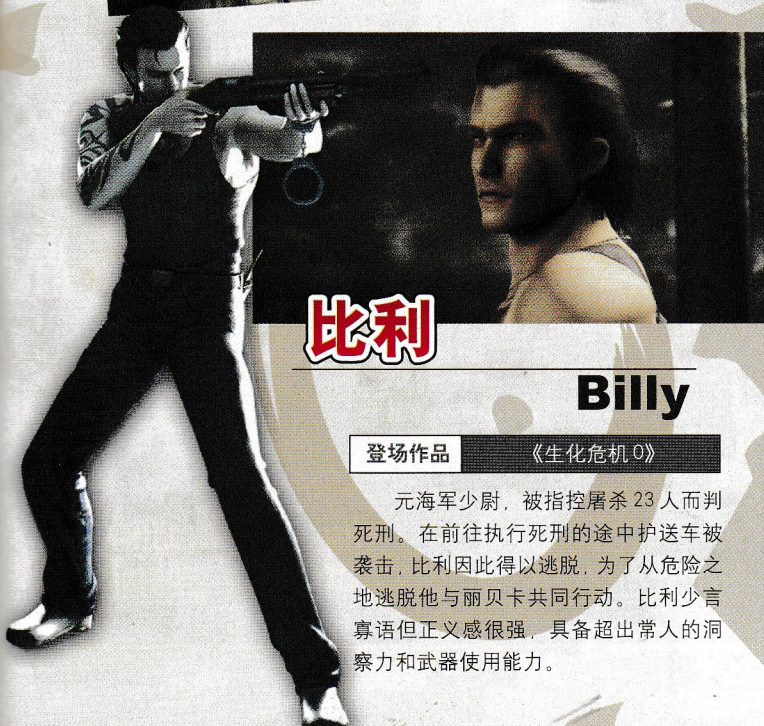 比利
Billy
登场作品 《生化危机0》
元海军少尉，被指控屠杀23人而判
死刑。在前往执行死刑的途中护送车被
袭击，比利因此得以逃脱，为了从危险之
地逃脱他与丽贝卡共同行动。比利少言
寡语但正义感很强，具备超出常人的洞
察力和武器使用能力。